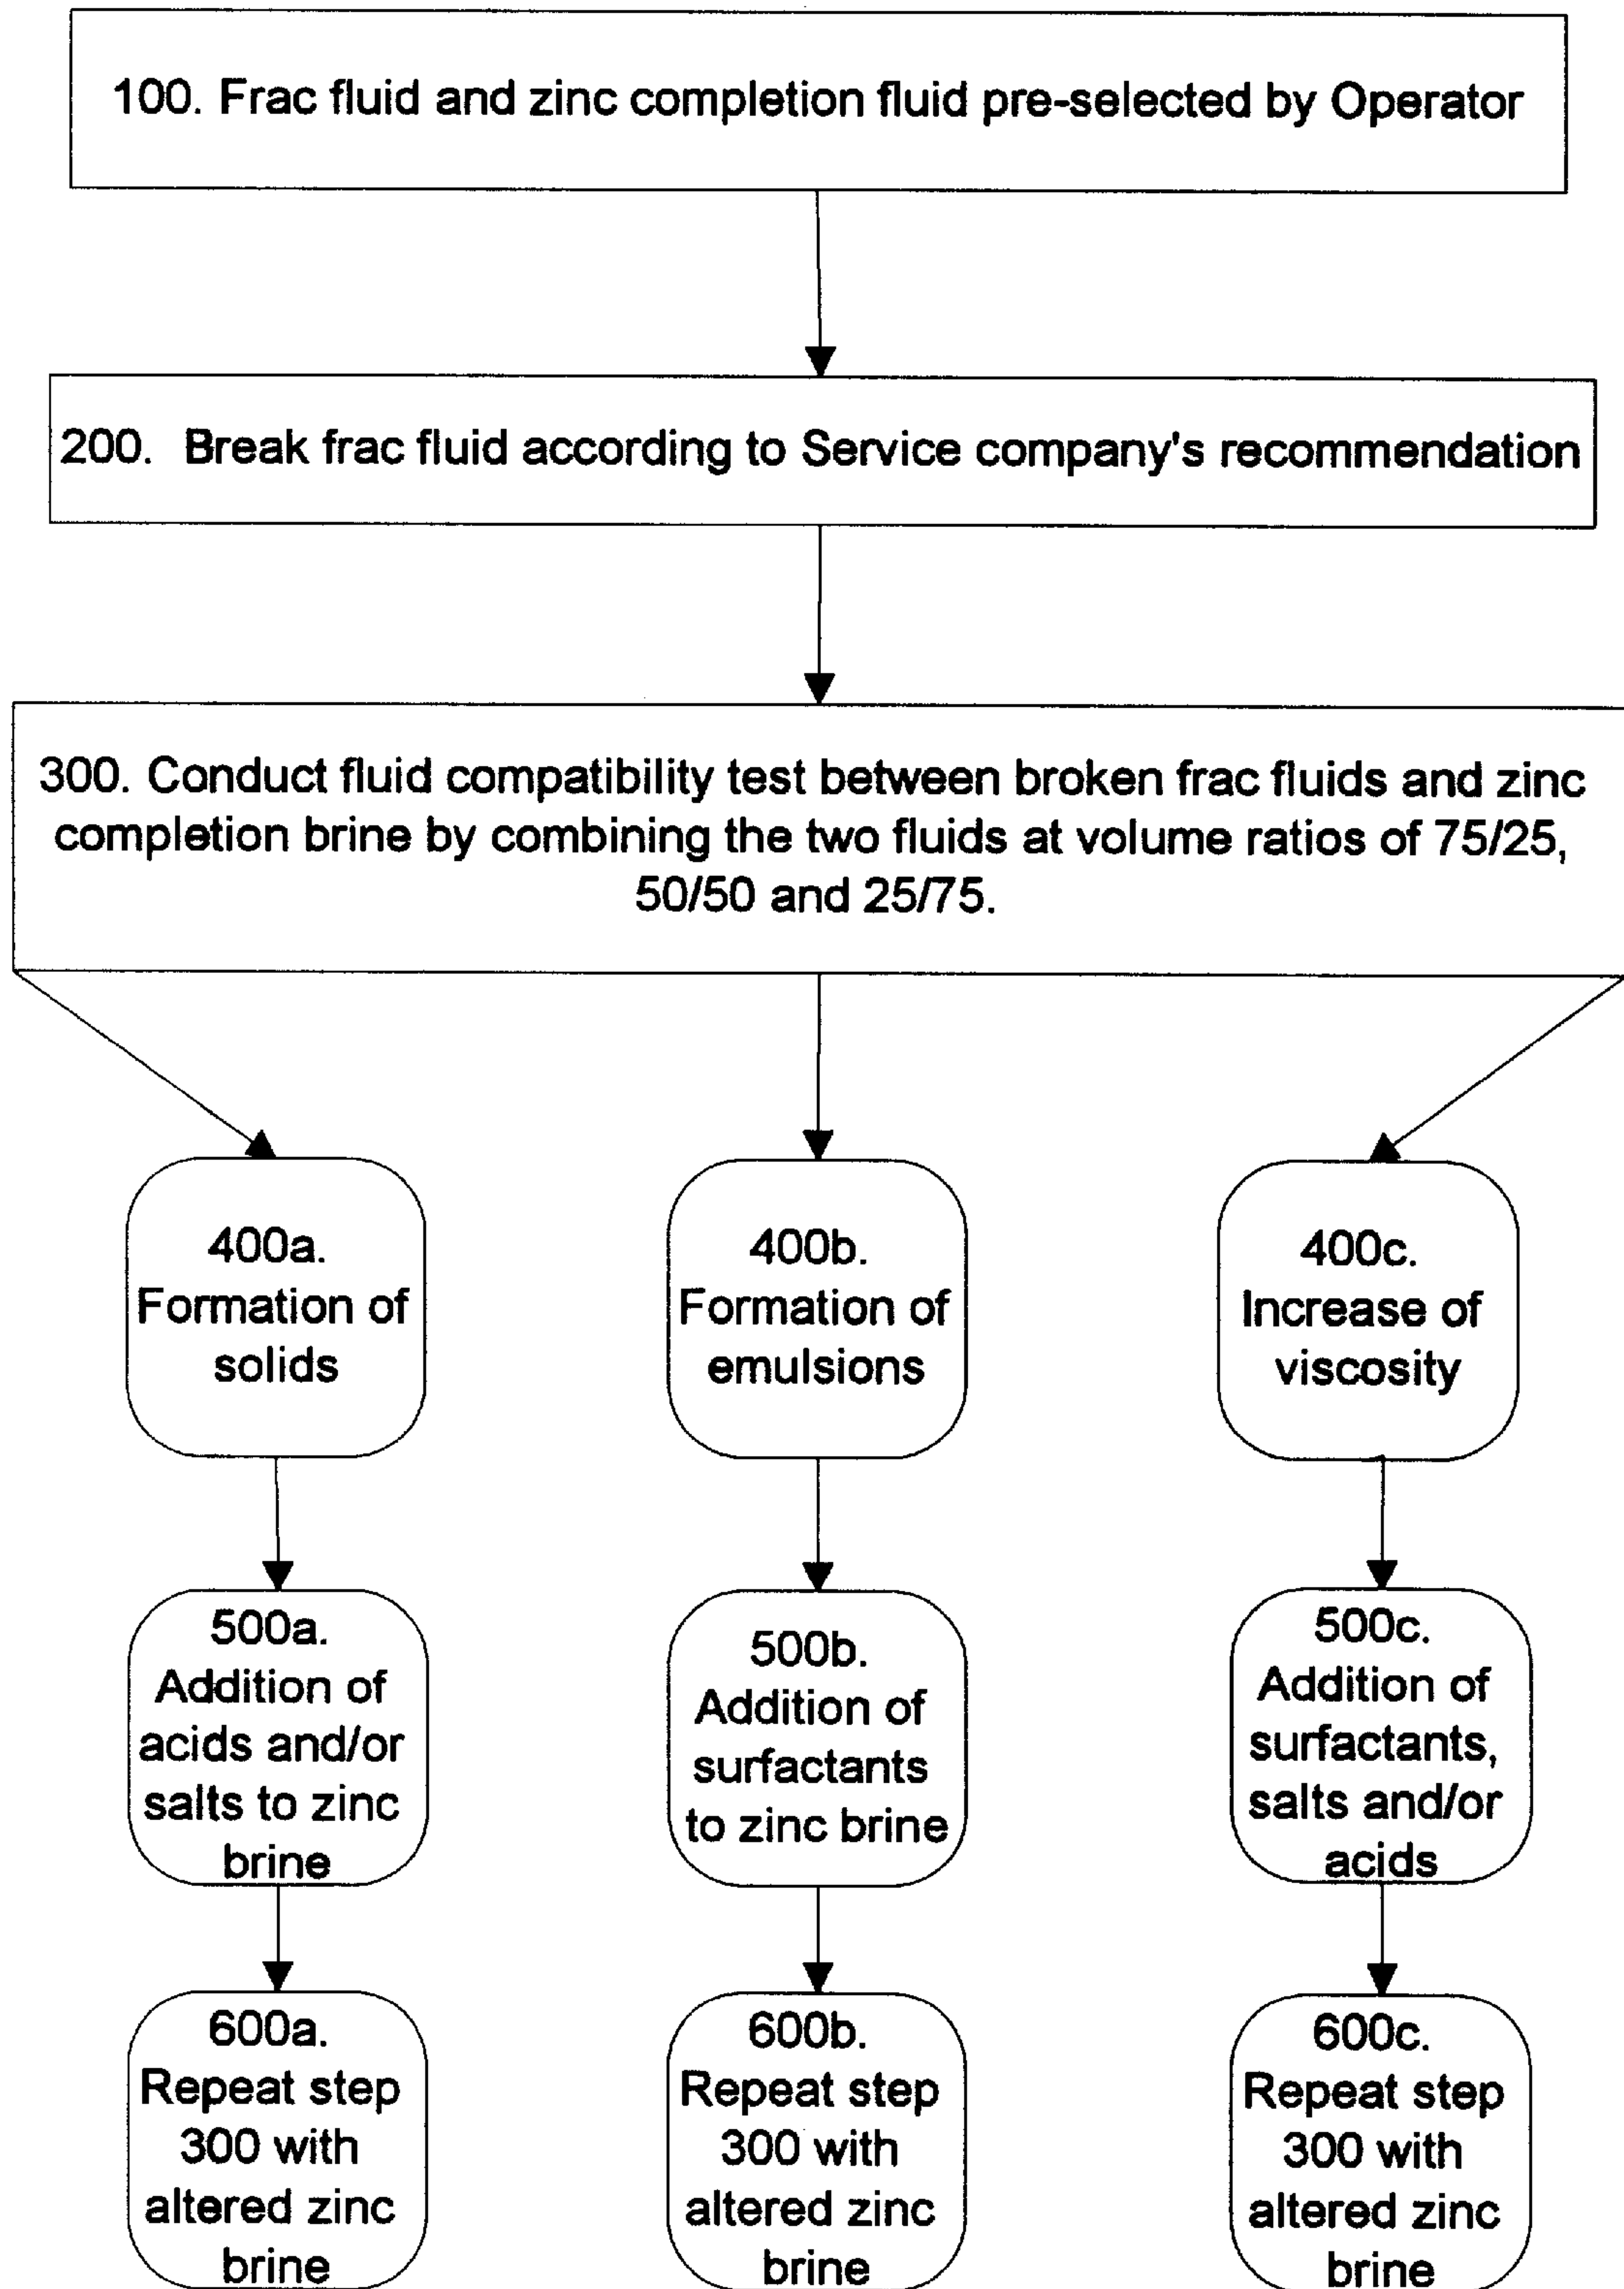 100. Frac fluid and zinc completion fluid pre-selected by Operator
200. Break frac fluid according to Service company's recommendation
300. Conduct fluid compatibility test between broken frac fluids and zinc
completion brine by combining the two fluids at volume ratios of 75/25,
50/50 and 25/75.
400a.
Formation of
solids
400b.
Formation of
emulsions
400c.
Increase of
viscosity
500a.
Addition of
acids and/or
salts to zinc
brine
500b.
Addition of
surfactants
to zinc brine
500c.
Addition of
surfactants,
salts and/or
acids
600a.
Repeat step
300 with
altered zinc
brine
600b.
Repeat step
300 with
altered zinc
brine
600c.
Repeat step
300 with
altered zinc
brine